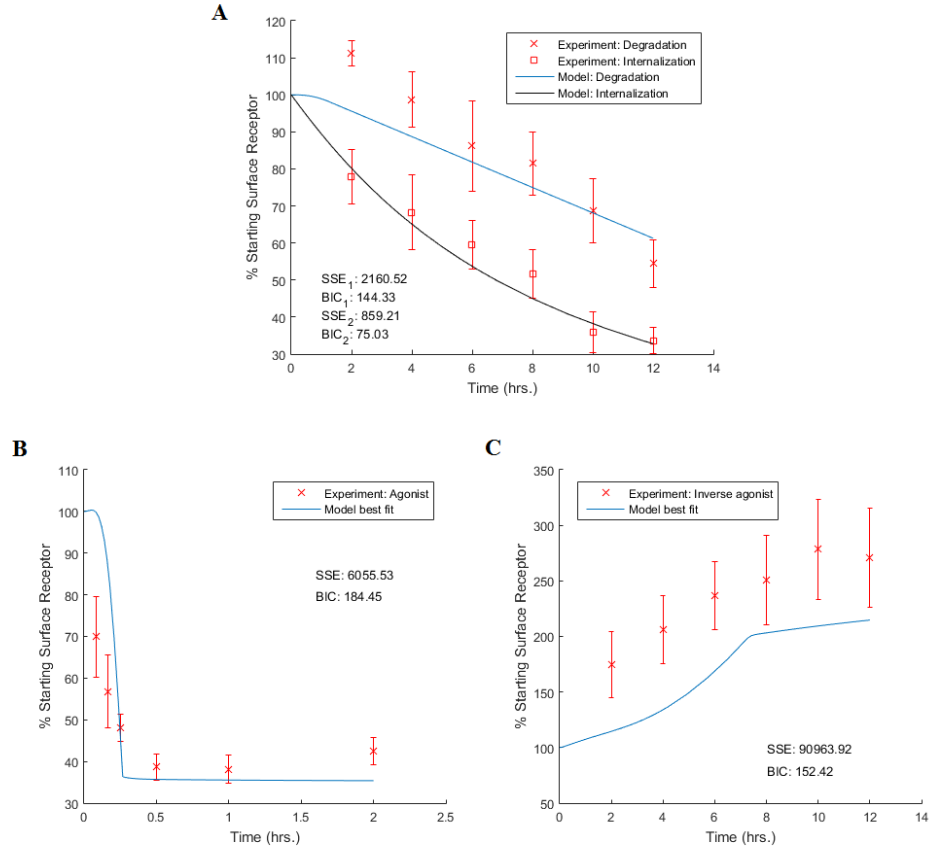 A
120
110
100
90
80
70
60
50
40
30
% Starting Surface Receptor
Experiment: Degradation
Experiment: Internalization
Model: Degradation
Model: Internalization
SSE1: 2160.52
BIC1: 144.33
SSE2: 859.21
BIC2: 75.03
0 2 4 6 8 10 12 14
Time (hrs.)
B
110
100
90
80
70
60
50
40
30
% Starting Surface Receptor
Experiment: Agonist
Model best fit
SSE: 6055.53
BIC: 184.45
0 0.5 1 1.5 2 2.5
Time (hrs.)
C
350
300
250
200
150
100
50
% Starting Surface Receptor
Experiment: Inverse agonist
Model best fit
SSE: 90963.92
BIC: 152.42
0 2 4 6 8 10 12 14
Time (hrs.)